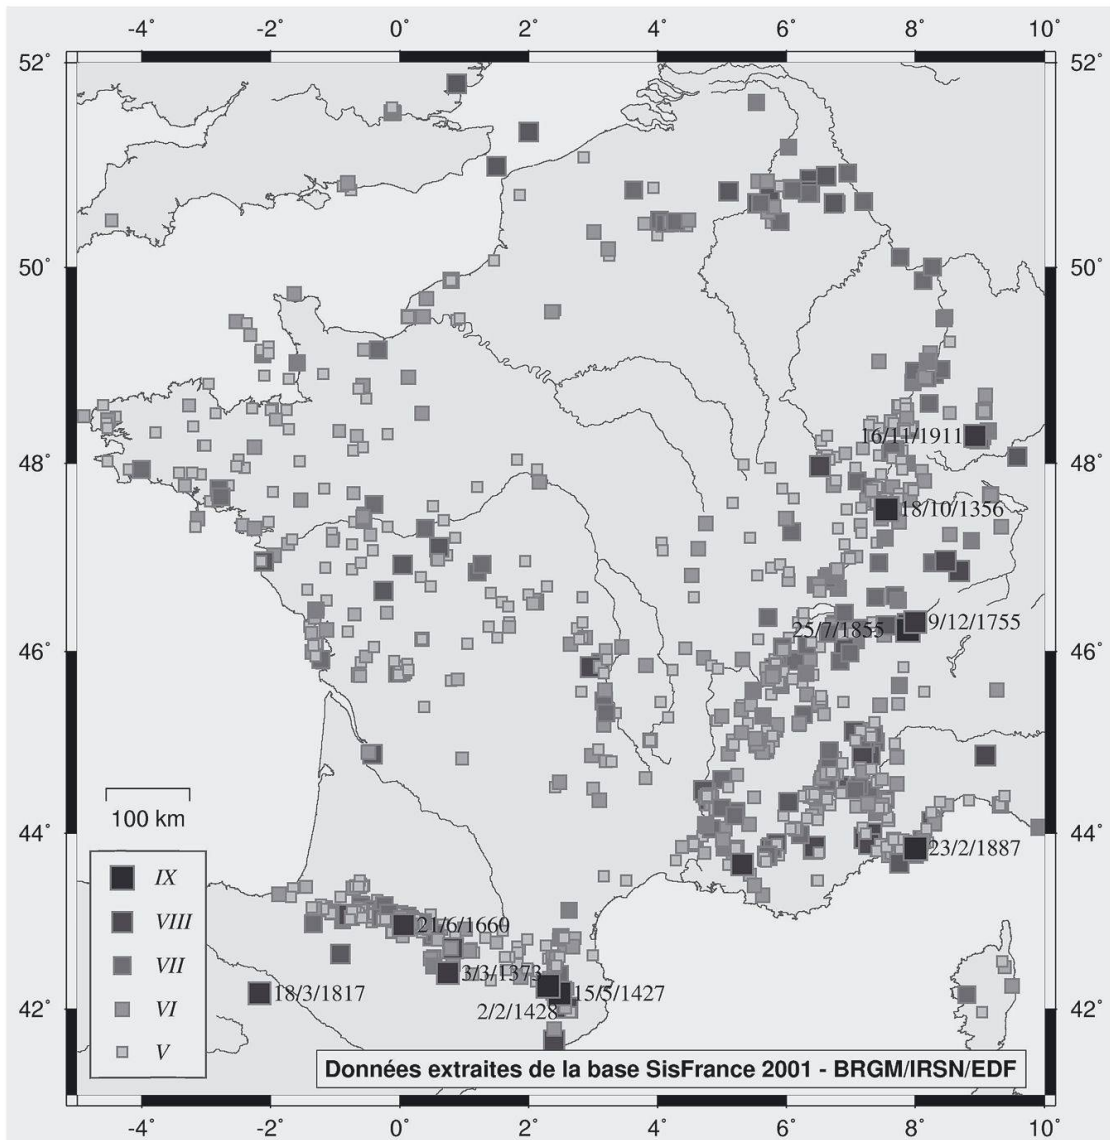 -4° -2° 0° 2° 4° 6° 8° 10°
52° 52°
50° 50°
16/11/1911
48° 48°
18/10/1356
9/12/1755
25/7/1855
46° 46°
100 km
44° 44°
23/2/1887
IX
VIII
21/6/1660
VII
3/3/1373
18/3/1817
15/5/1427
VI
2/2/1428
42° 42°
V
Données extraites de la base SisFrance 2001 - BRGM/IRSN/EDF
-4° -2° 0° 2° 4° 6° 8° 10°